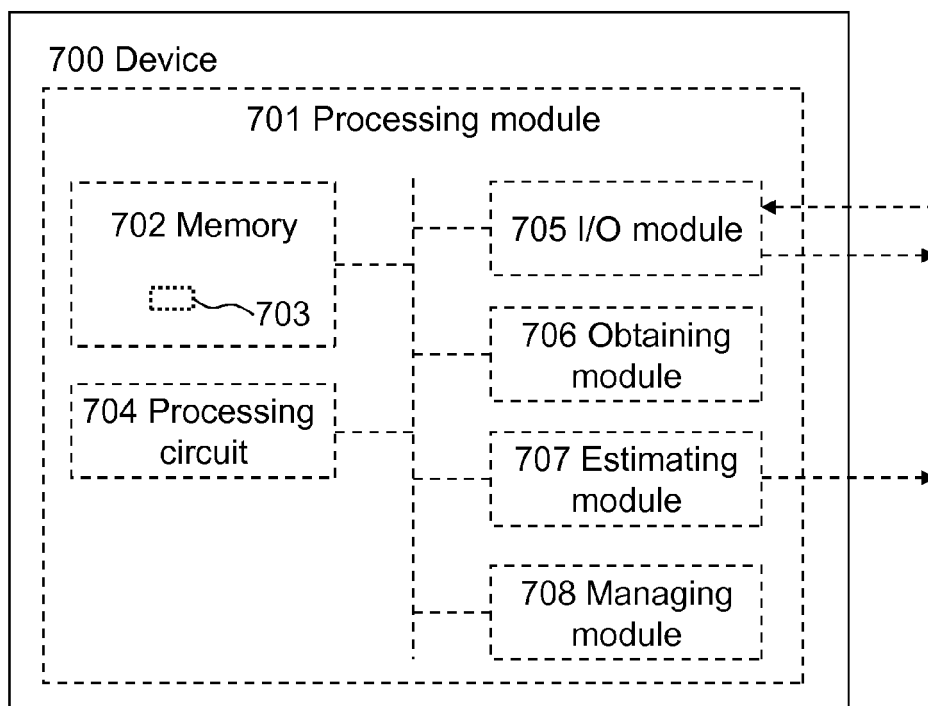 700 Device
701 Processing module
702 Memory
703
704 Processing
circuit
705 I/O module
706 Obtaining
module
707 Estimating
module
708 Managing
module